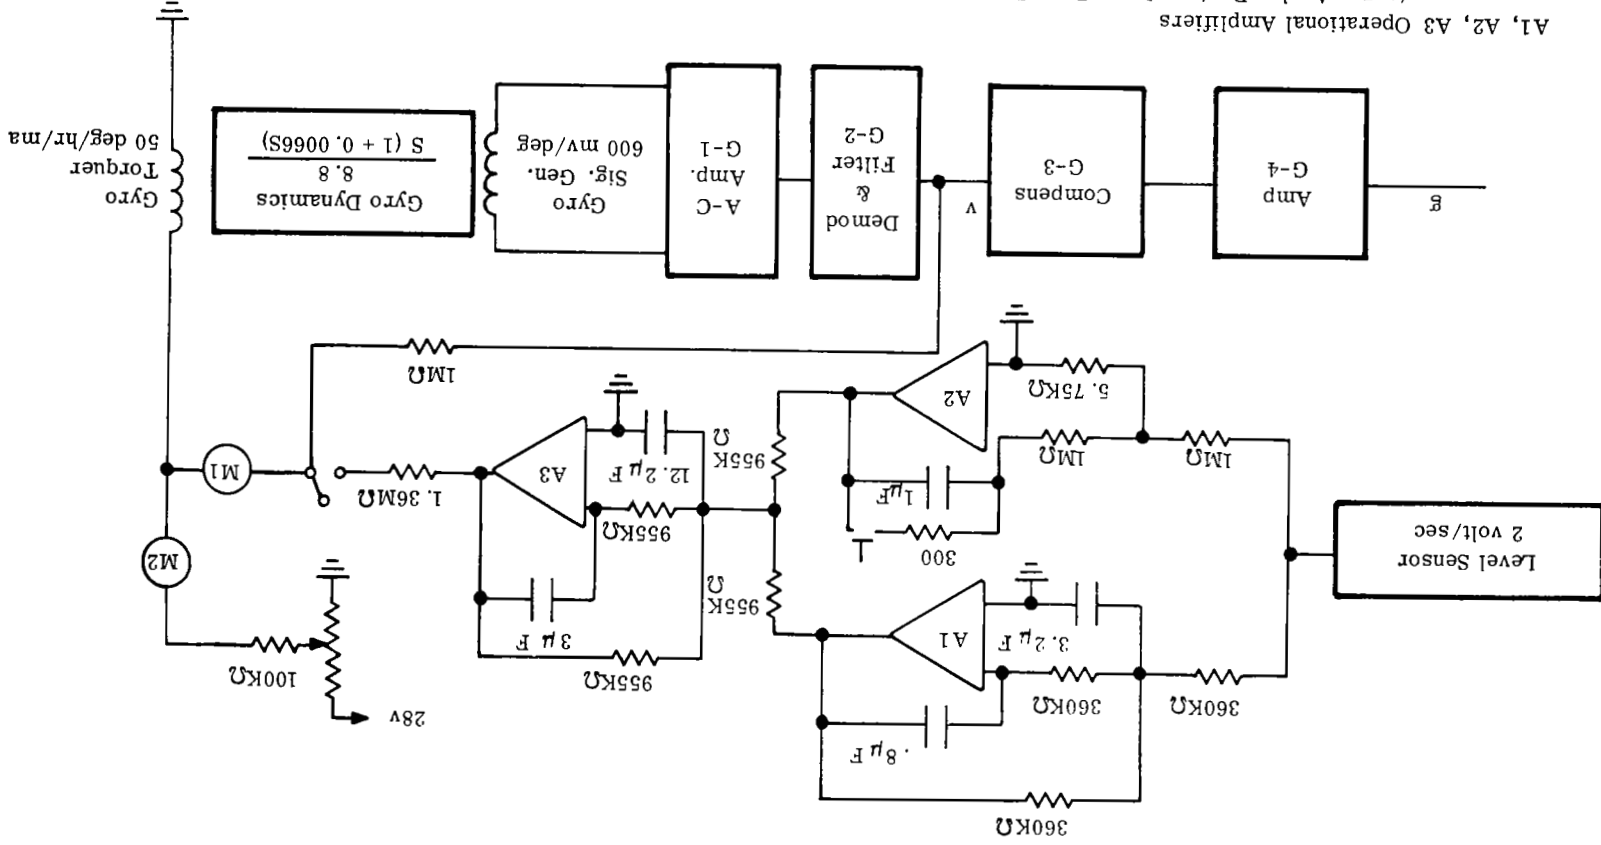 360KΩ
.8μF
360KΩ
360KΩ
3.2μF
A1
28v
100KΩ
955KΩ
3μF
955K
Ω
955KΩ
Level Sensor
2 volt/sec
300
1μF
1MΩ
1MΩ
5.75KΩ
A2
955K
Ω
12.2μF
A3
1.36MΩ
M1
M2
1MΩ
g
Amp
G-4
Compens
G-3
v
Demod
&
Filter
G-2
A-C
Amp.
G-1
Gyro
Sig. Gen.
600 mv/deg
Gyro Dynamics
8.8
S (1 + 0.0066S)
Gyro
Torquer
50 deg/hr/ma
A1, A2, A3 Operational Amplifiers